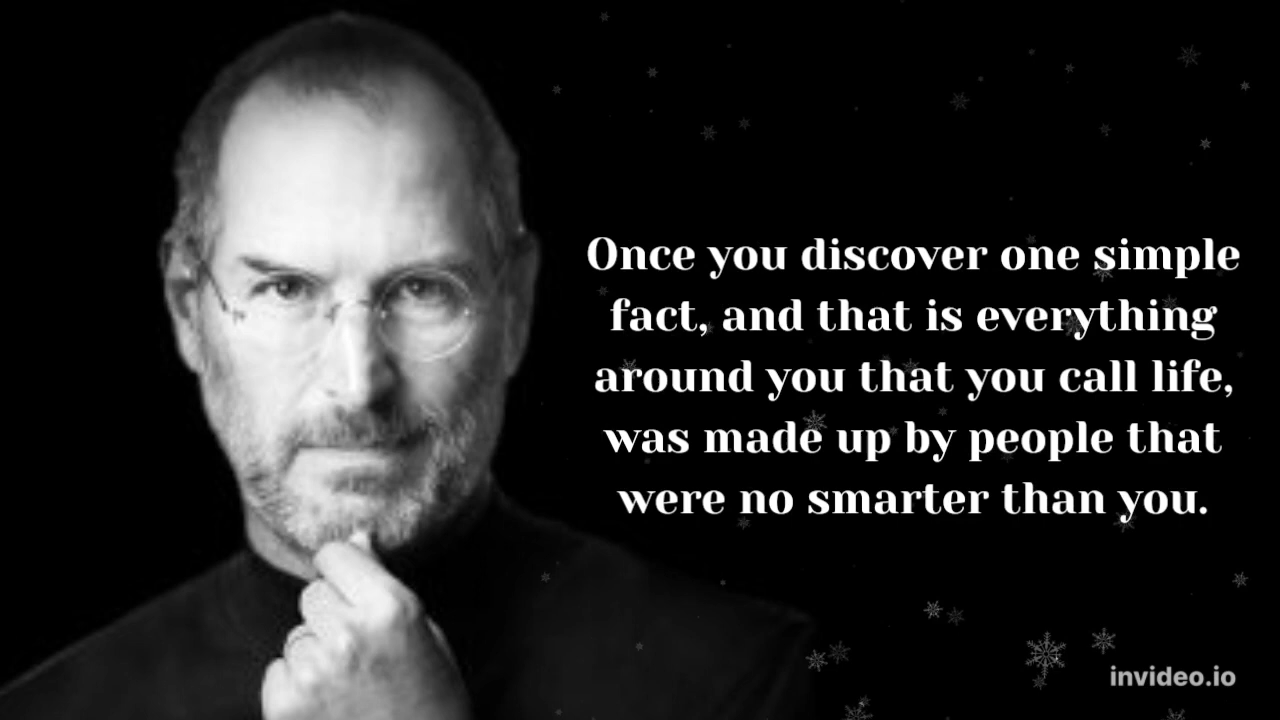 Once you discover one simple
fact, and that is everything
around you that you call life,
was made up by people that
were no smarter than you.
invideo.io